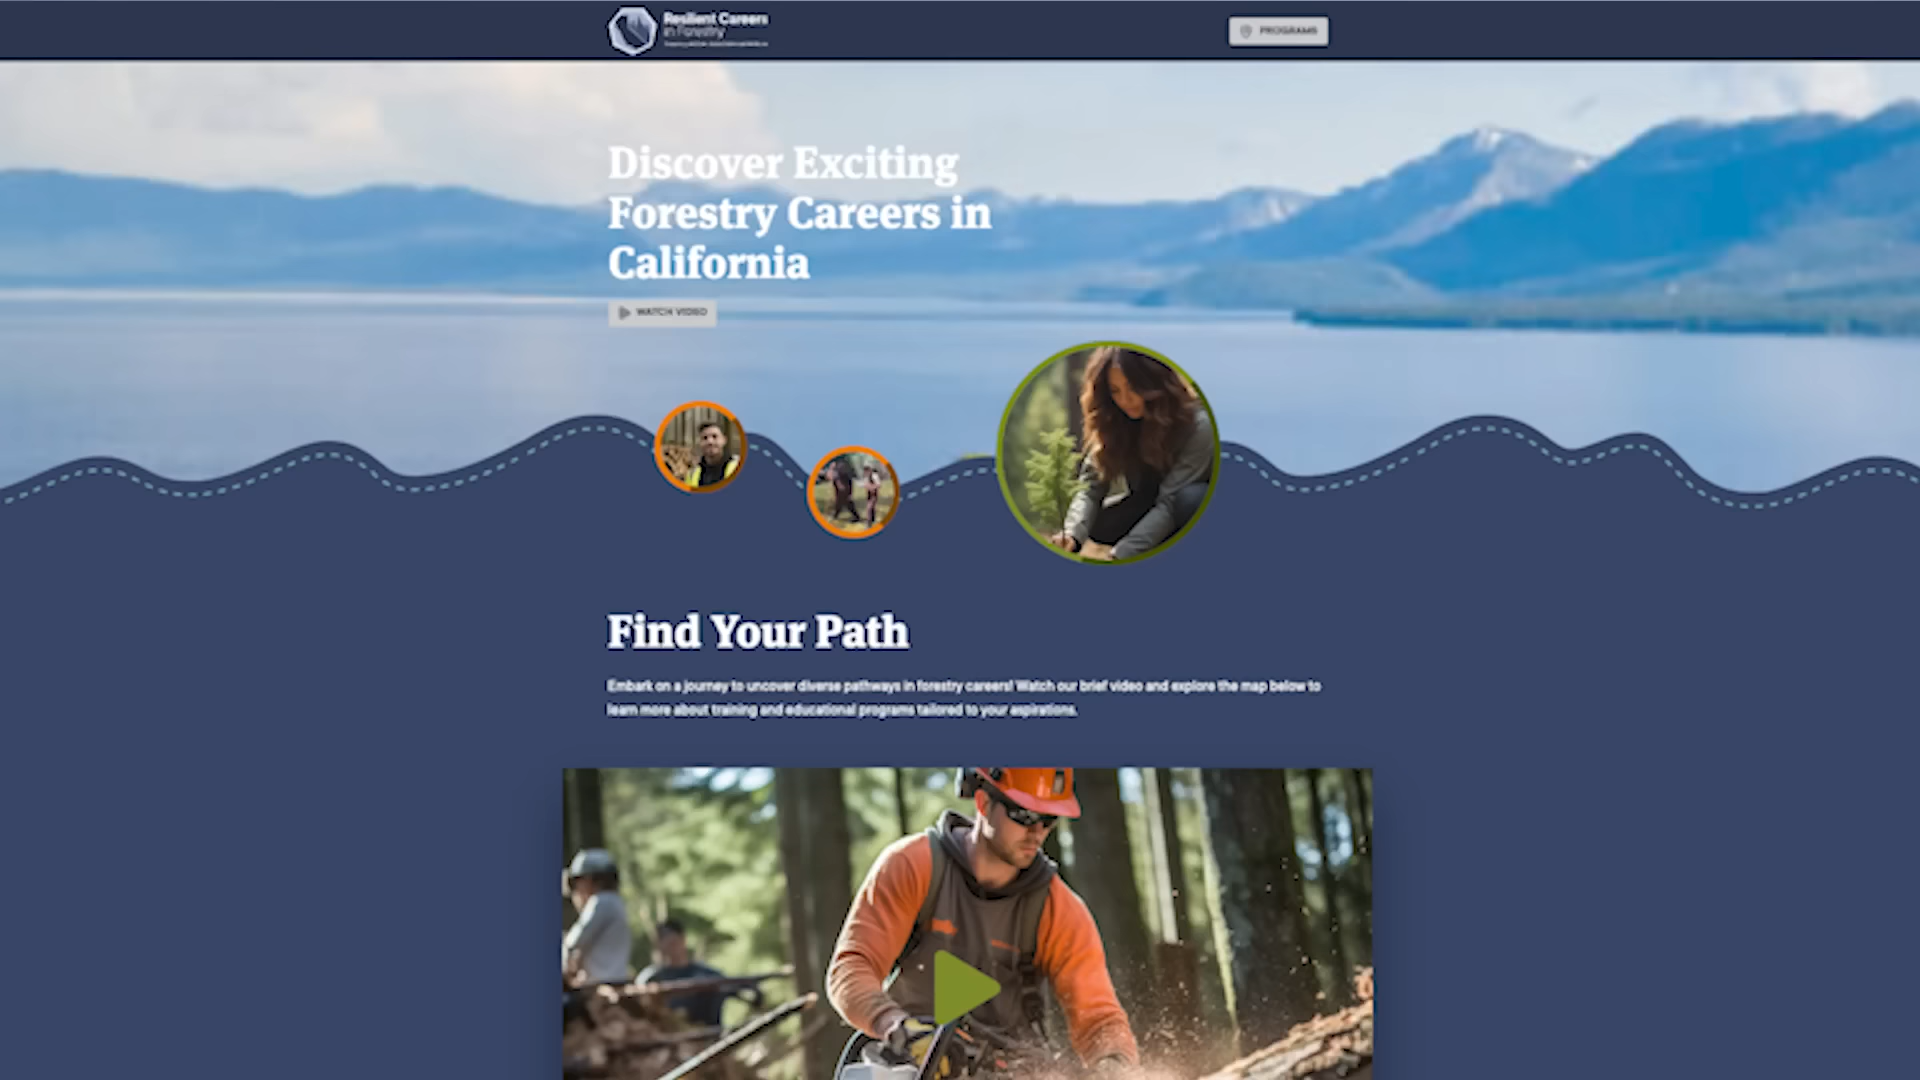 Resilient Careers
in Forestry
PROGRAMS
Discover Exciting
Forestry Careers in
California
WATCH VIDEO
Find Your Path
Embark on a journey to uncover diverse pathways in forestry careers! Watch our brief video and explore the map below to
learn more about training and educational programs tailored to your aspirations.